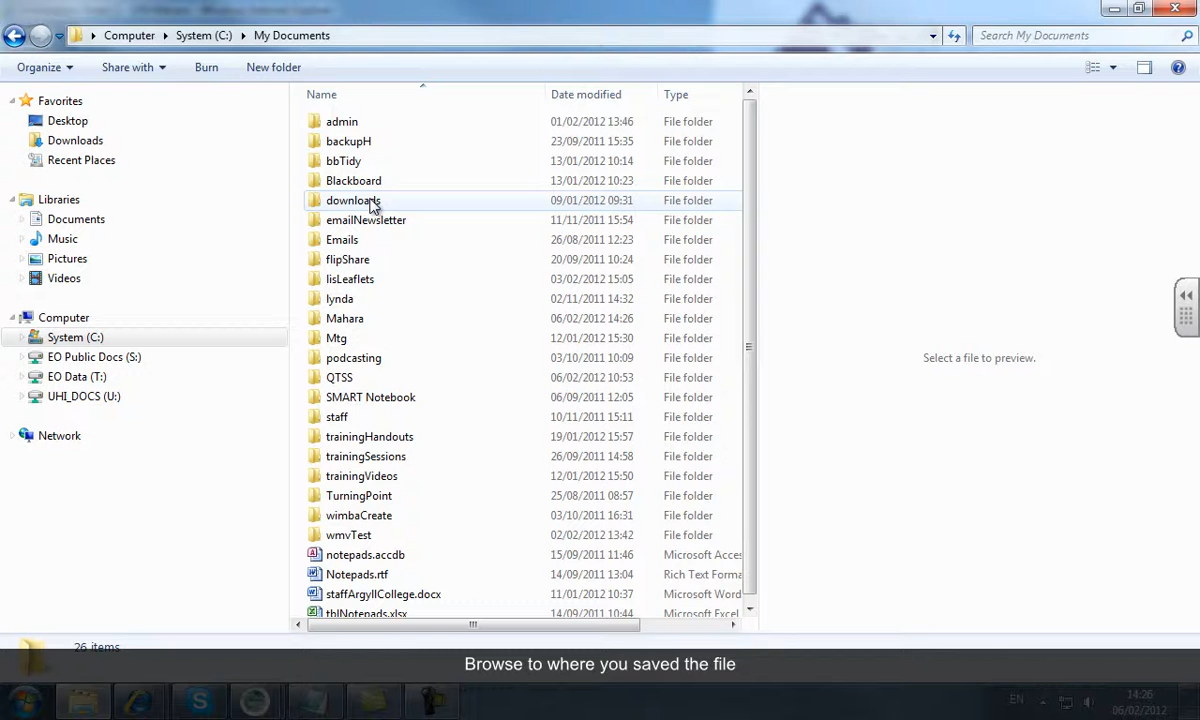 Computer System (C:) My Documents Search My Documents
Organize Share with Burn New folder
Favorites
Desktop
Downloads
Recent Places
Libraries
Documents
Music
Pictures
Videos
Computer
System (C:)
EO Public Docs (S:)
EO Data (T:)
UHI_DOCS (U:)
Network
Name Date modified Type
admin 01/02/2012 13:46 File folder
backupH 23/09/2011 15:35 File folder
bbTidy 13/01/2012 10:14 File folder
Blackboard 13/01/2012 10:23 File folder
downloads 09/01/2012 09:31 File folder
emailNewsletter 11/11/2011 15:54 File folder
Emails 26/08/2011 12:23 File folder
flipShare 20/09/2011 10:24 File folder
lisLeaflets 03/02/2012 15:05 File folder
lynda 02/11/2011 14:32 File folder
Mahara 06/02/2012 14:26 File folder
Mtg 12/01/2012 15:30 File folder
podcasting 03/10/2011 10:09 File folder
QTSS 06/02/2012 10:53 File folder
SMART Notebook 06/09/2011 12:05 File folder
staff 10/11/2011 15:11 File folder
trainingHandouts 19/01/2012 15:57 File folder
trainingSessions 26/09/2011 14:58 File folder
trainingVideos 12/01/2012 15:50 File folder
TurningPoint 25/08/2011 08:57 File folder
wimbaCreate 03/10/2011 16:31 File folder
wmvTest 02/02/2012 13:42 File folder
notepads.accdb 15/09/2011 11:46 Microsoft Acces
Notepads.rtf 14/09/2011 13:04 Rich Text Forma
staffArgyllCollege.docx 11/01/2012 10:37 Microsoft Word
tblNotepads.xlsx 14/09/2011 10:44 Microsoft Excel
Select a file to preview.
26 items
Browse to where you saved the file
EN 14:26
06/02/2012